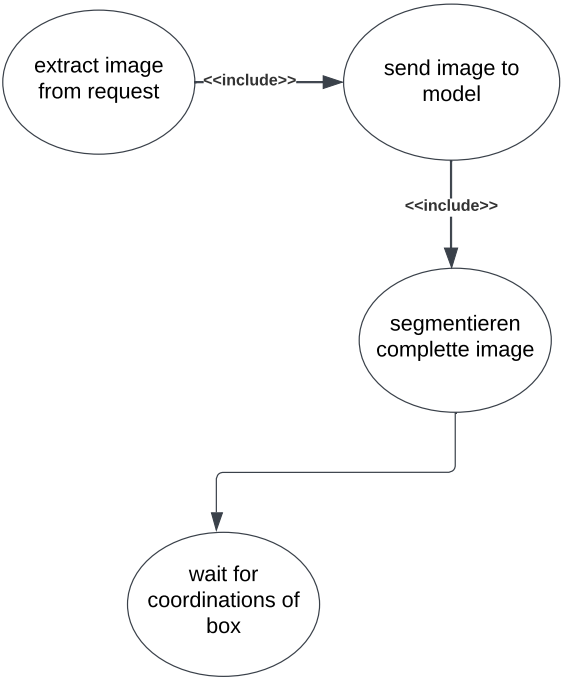 extract image
from request
<<include>>
send image to
model
<<include>>
segmentieren
complette image
wait for
coordinations of
box